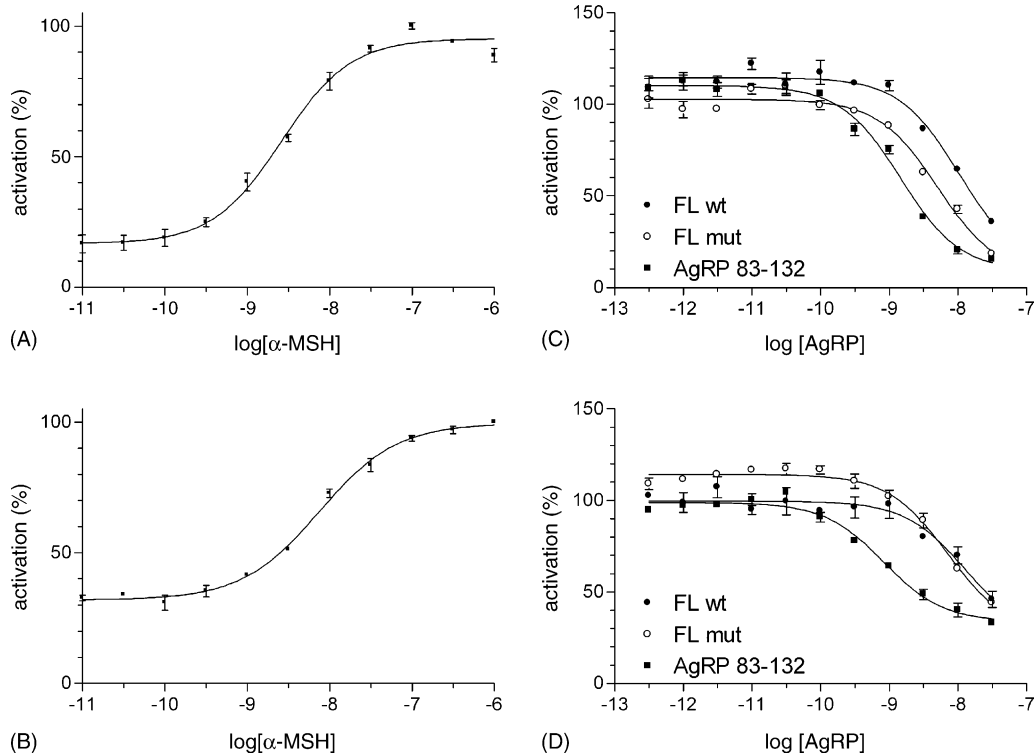 100
50
0
activation (%)
-11 -10 -9 -8 -7 -6
log[α-MSH]
(A)
150
100
50
0
activation (%)
FL wt
FL mut
AgRP 83-132
-13 -12 -11 -10 -9 -8 -7
log [AgRP]
(C)
100
50
0
activation (%)
-11 -10 -9 -8 -7 -6
log[α-MSH]
(B)
150
100
50
0
activation (%)
FL wt
FL mut
AgRP 83-132
-13 -12 -11 -10 -9 -8 -7
log [AgRP]
(D)